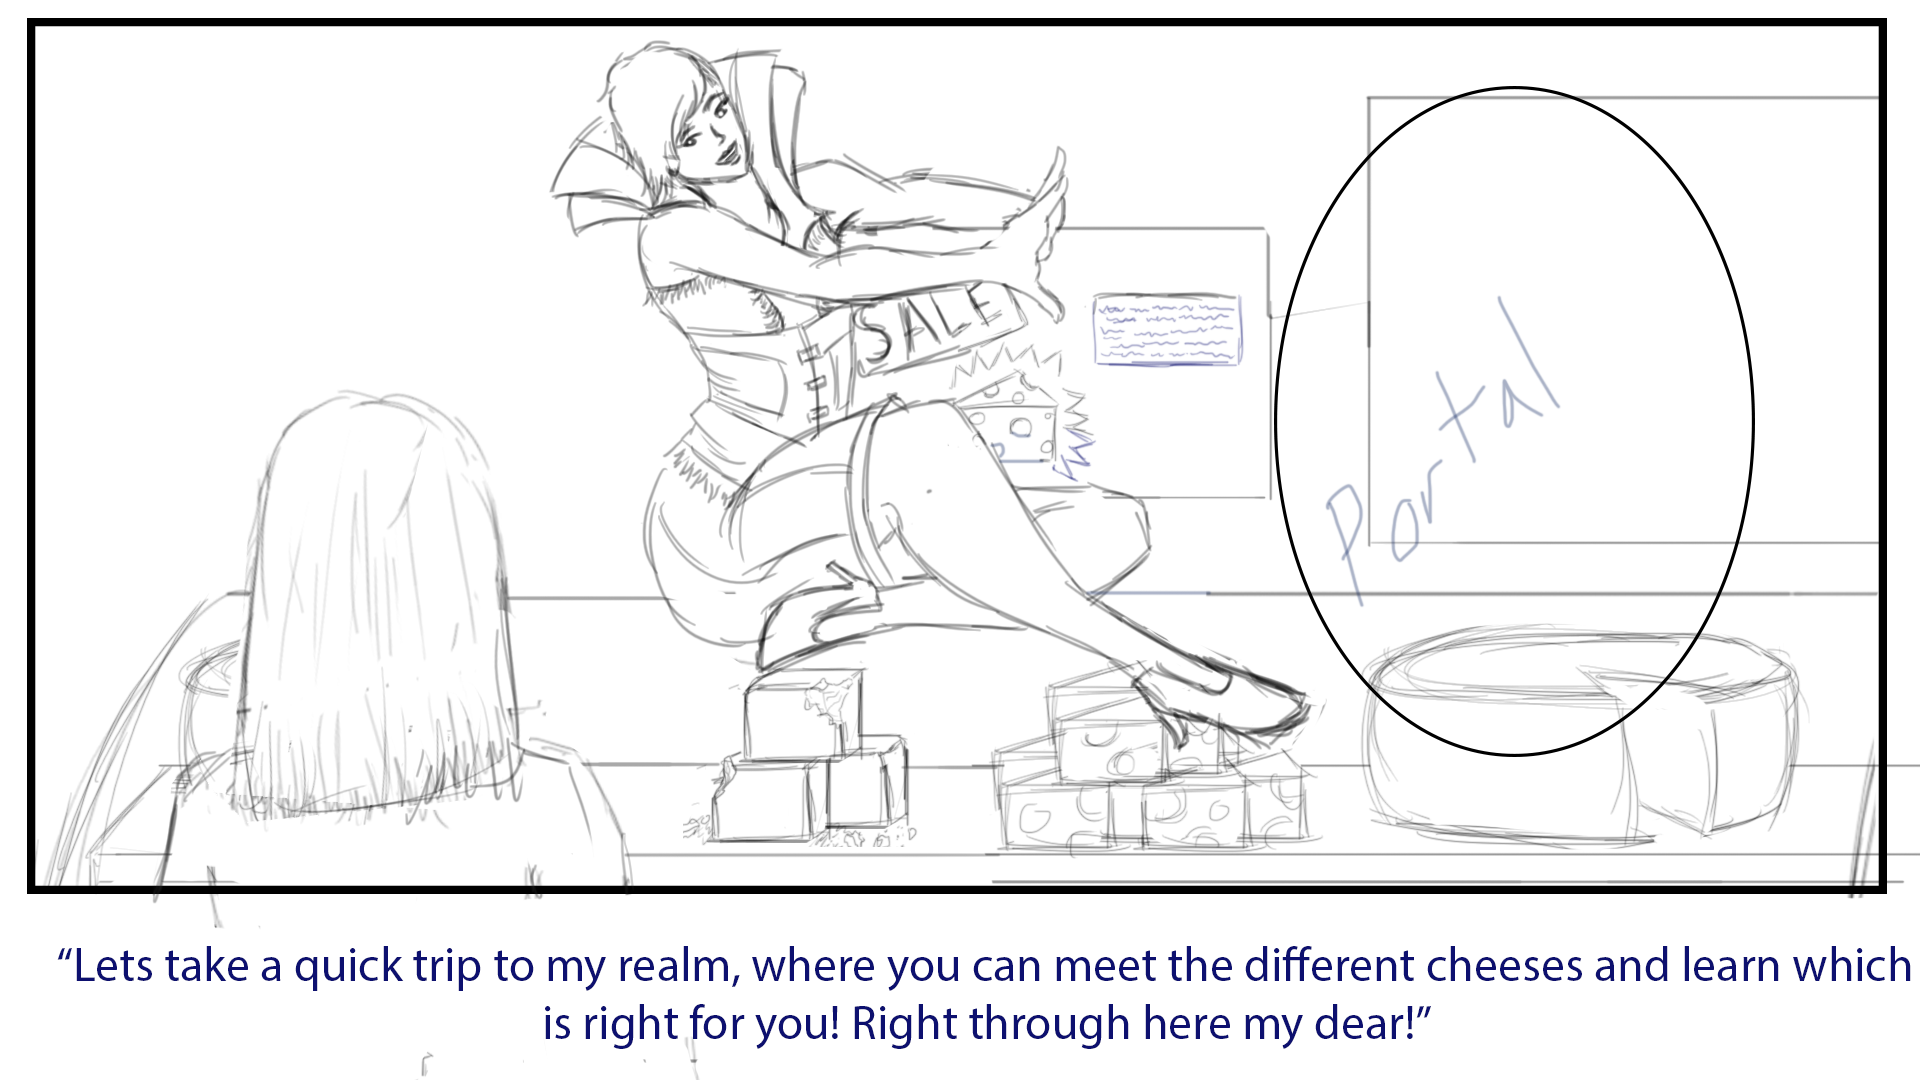 SALE
Portal
“Lets take a quick trip to my realm, where you can meet the different cheeses and learn which
is right for you! Right through here my dear!”